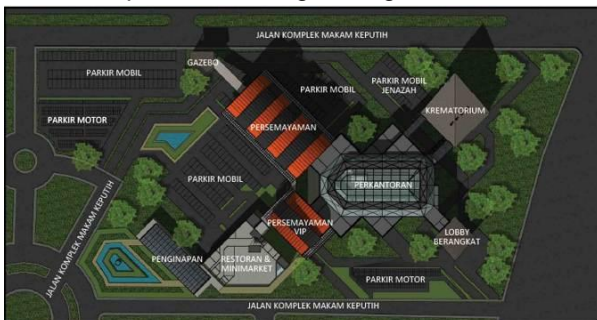 JALAN KOMPLEK MAKAM KEPUTIH
GAZEBO
PARKIR MOBIL
PARKIR MOBIL
PARKIR MOBIL
JENAZAH
KREMATORIUM
PARKIR MOTOR
PERSEMAYAMAN
PARKIR MOBIL
PERKANTORAN
JALAN KOMPLEK MAKAM KEPUTIH
PERSEMAYAMAN
VIP
LOBBY
BERANGKAT
PENGINAPAN
RESTORAN &
MINIMARKET
PARKIR MOTOR
JALAN KOMPLEK MAKAM KEPUTIH